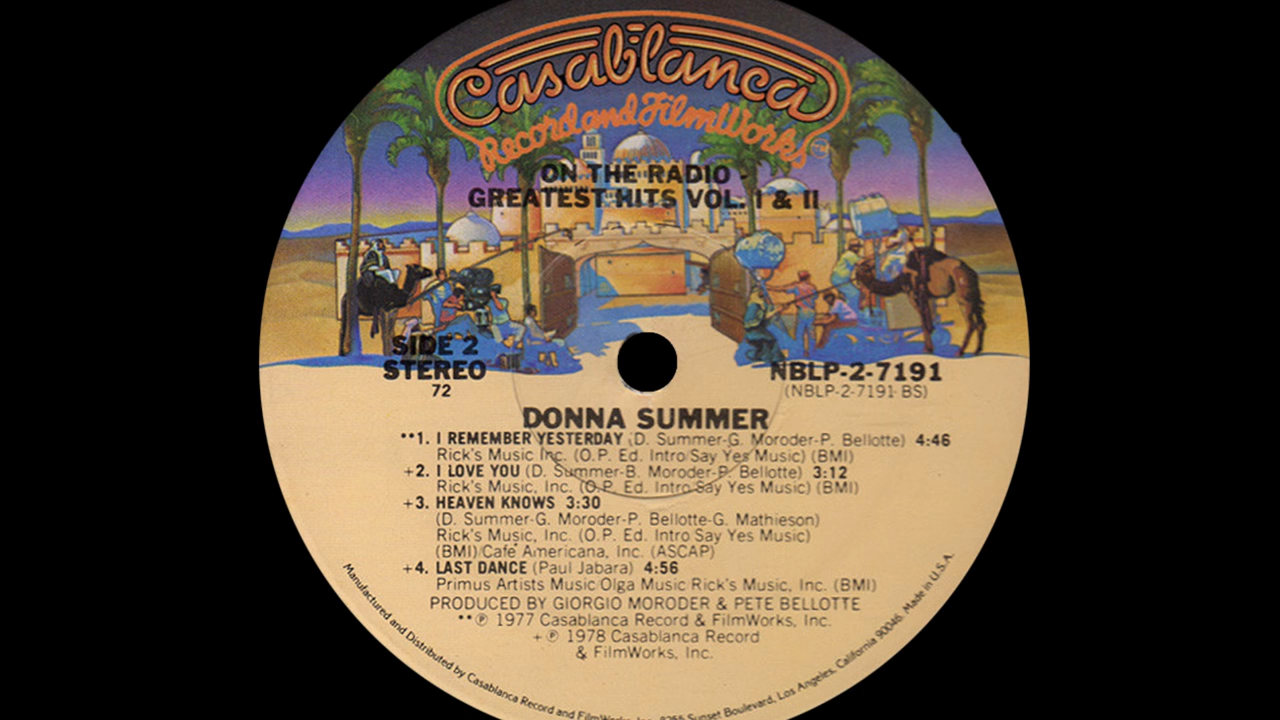 Casablanca
Record and FilmWorks
TM
ON THE RADIO -
GREATEST HITS VOL. I & II
SIDE 2
STEREO
72
NBLP-2-7191
(NBLP-2-7191-BS)
DONNA SUMMER
**1. I REMEMBER YESTERDAY (D. Summer-G. Moroder-P. Bellotte) 4:46
Rick's Music Inc. (O.P. Ed. Intro/Say Yes Music) (BMI)
+2. I LOVE YOU (D. Summer-B. Moroder-P. Bellotte) 3:12
Rick's Music, Inc. (O.P. Ed. Intro Say Yes Music) (BMI)
+3. HEAVEN KNOWS 3:30
(D. Summer-G. Moroder-P. Bellotte-G. Mathieson)
Rick's Music, Inc. (O.P. Ed. Intro Say Yes Music)
(BMI)/Cafe Americana, Inc. (ASCAP)
+4. LAST DANCE (Paul Jabara) 4:56
Primus Artists Music/Olga Music Rick's Music, Inc. (BMI)
PRODUCED BY GIORGIO MORODER & PETE BELLOTTE
**℗ 1977 Casablanca Record & FilmWorks, Inc.
+℗ 1978 Casablanca Record
& FilmWorks, Inc.
Manufactured and Distributed by Casablanca Record and FilmWorks, Inc., 8255 Sunset Boulevard, Los Angeles, California 90046. Made in U.S.A.